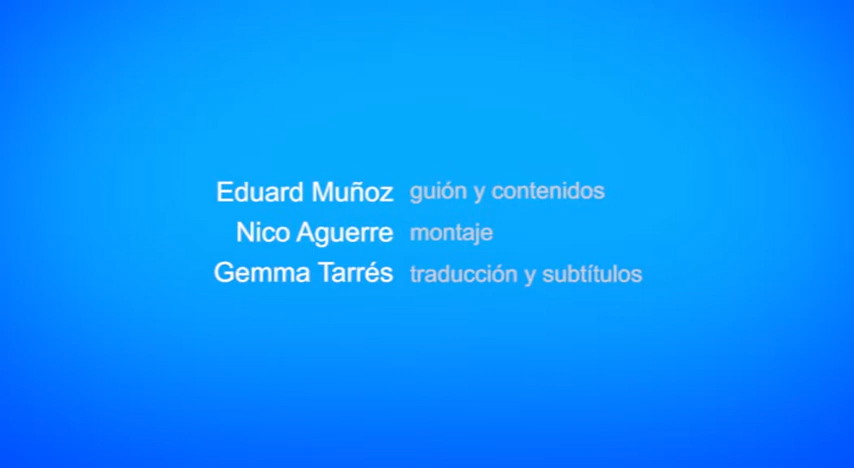 Eduard Muñoz guión y contenidos
Nico Aguerre montaje
Gemma Tarrés traducción y subtítulos